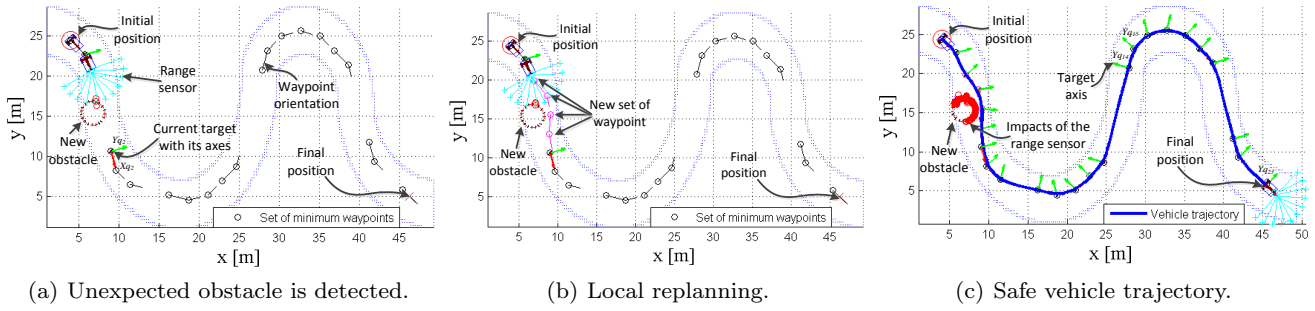 Initial
position
Range
sensor
New
obstacle
Current target
with its axes
Waypoint
orientation
Final
position
Set of minimum waypoints
y [m]
25
20
15
10
5
5 10 15 20 25 30 35 40 45
x [m]
(a) Unexpected obstacle is detected.
Initial
position
New set of
waypoint
New
obstacle
Final
position
Set of minimum waypoints
y [m]
25
20
15
10
5
5 10 15 20 25 30 35 40 45
x [m]
(b) Local replanning.
Initial
position
Target
axis
New
obstacle
Impacts of the
range sensor
Final
position
Vehicle trajectory
y [m]
25
20
15
10
5
5 10 15 20 25 30 35 40 45 50
x [m]
(c) Safe vehicle trajectory.